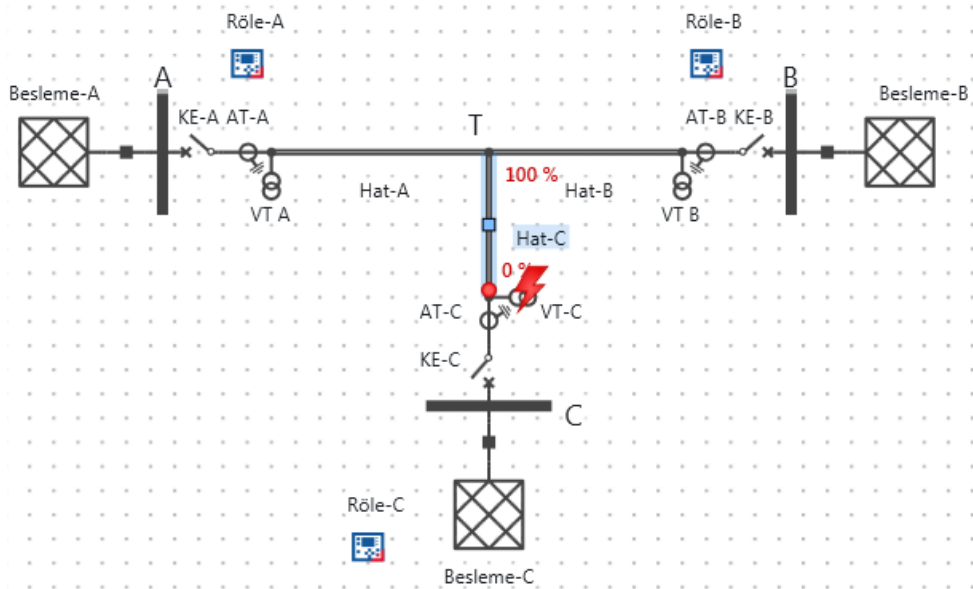 Röle-A
Röle-B
Besleme-A
A
KE-A
AT-A
T
AT-B
KE-B
B
Besleme-B
VT A
Hat-A
100 %
Hat-B
VT B
Hat-C
0 %
AT-C
VT-C
KE-C
C
Röle-C
Besleme-C